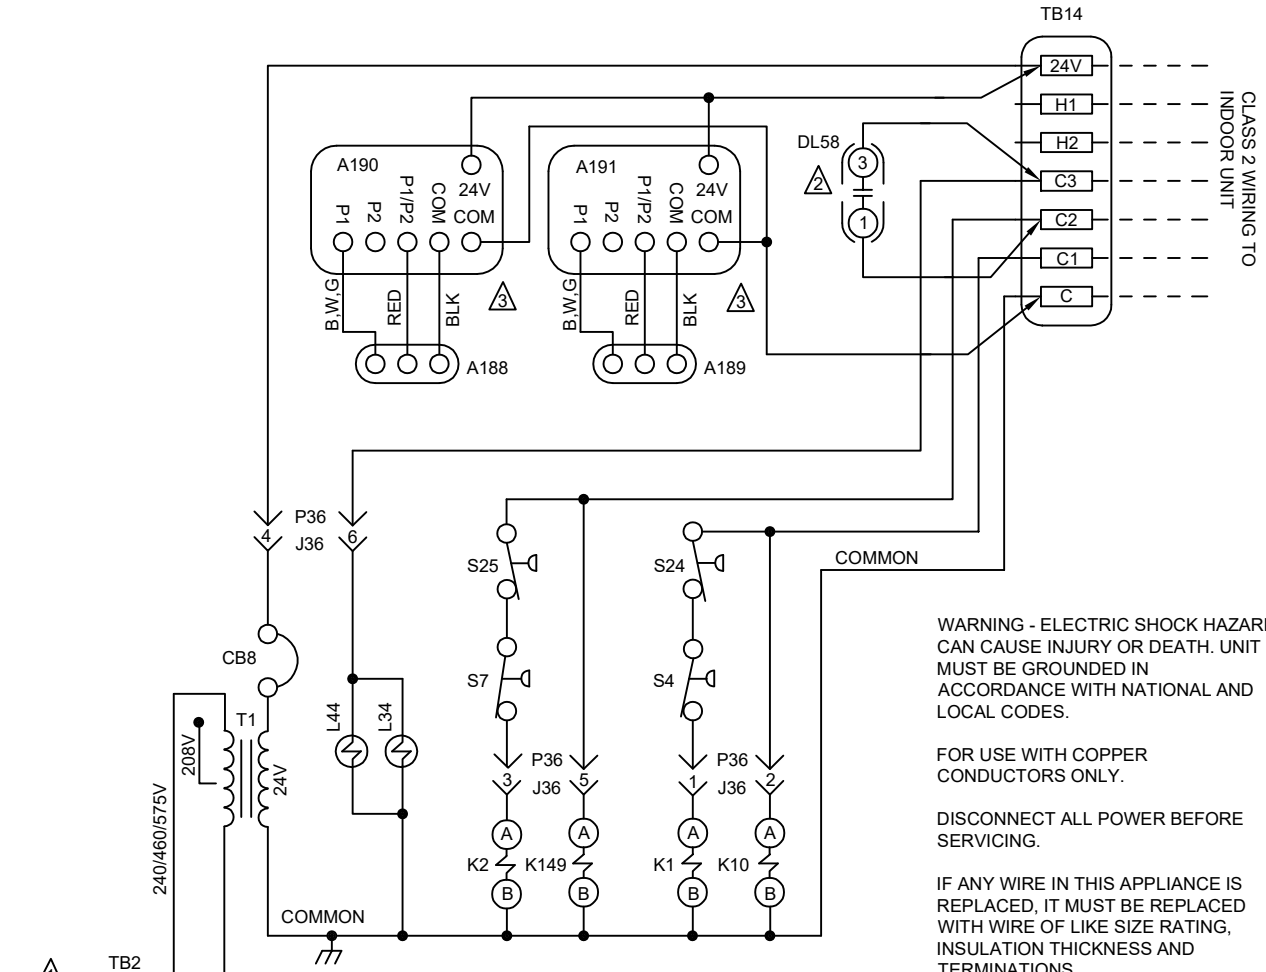 TB14
24V
H1
H2
C3
C2
C1
C
CLASS 2 WIRING TO
INDOOR UNIT
DL58
3
1
2
A190
24V
COM
P1
P2
P1/P2
COM
A191
24V
COM
P1
P2
P1/P2
COM
3
3
B,W,G
RED
BLK
B,W,G
RED
BLK
A188
A189
P36
J36
4
6
S25
S24
COMMON
CB8
S7
S4
L44
L34
T1
208V
24V
240/460/575V
P36
J36
3
5
P36
J36
1
2
A
A
A
A
K2
K149
K1
K10
B
B
B
B
COMMON
TB2
WARNING - ELECTRIC SHOCK HAZARD
CAN CAUSE INJURY OR DEATH. UNIT
MUST BE GROUNDED IN
ACCORDANCE WITH NATIONAL AND
LOCAL CODES.
FOR USE WITH COPPER
CONDUCTORS ONLY.
DISCONNECT ALL POWER BEFORE
SERVICING.
IF ANY WIRE IN THIS APPLIANCE IS
REPLACED, IT MUST BE REPLACED
WITH WIRE OF LIKE SIZE RATING,
INSULATION THICKNESS AND
TERMINATIONS